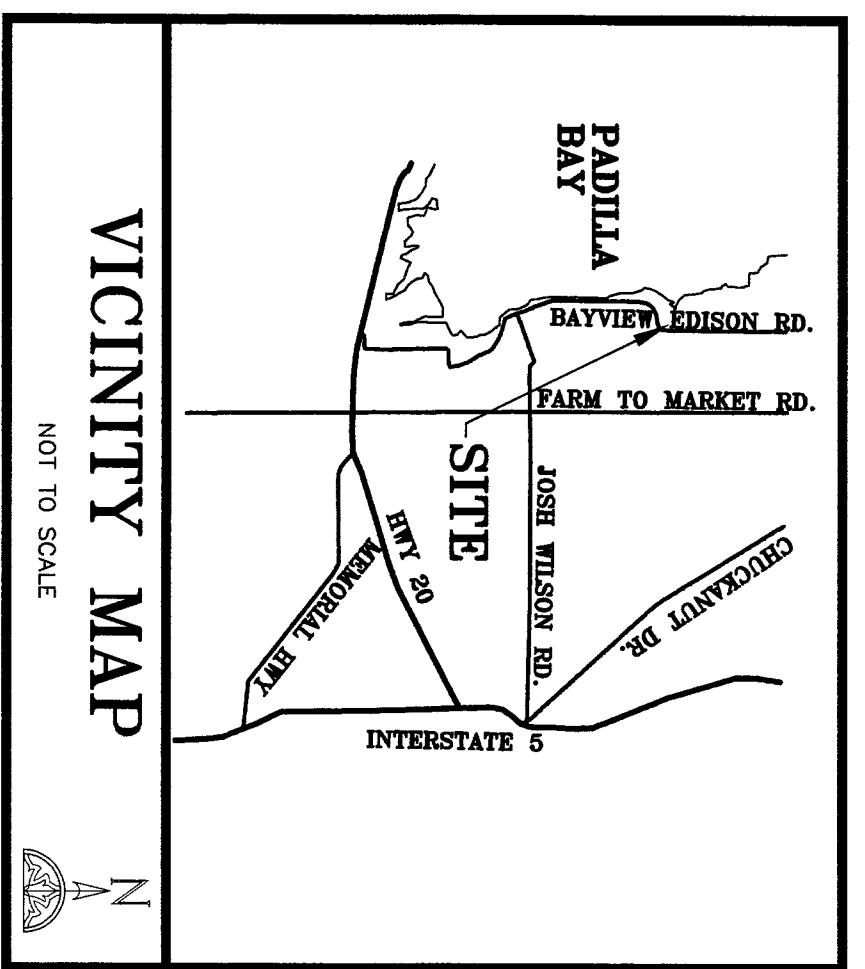 PADILLA
BAY
BAYVIEW EDISON RD.
FARM TO MARKET RD.
SITE
JOSH WILSON RD.
CHUCKANUT DR.
HWY 20
MEMORIAL HWY
INTERSTATE 5
VICINITY MAP
NOT TO SCALE
N